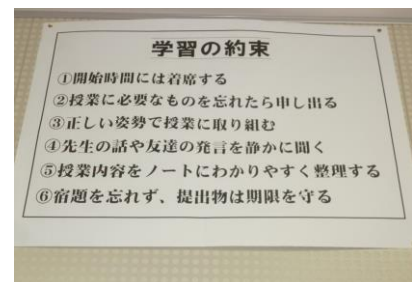 学習の約束
①開始時間には着席する
②授業に必要なものを忘れたら申し出る
③正しい姿勢で授業に取り組む
④先生の話や友達の発言を静かに聞く
⑤授業内容をノートにわかりやすく整理する
⑥宿題を忘れず、提出物は期限を守る